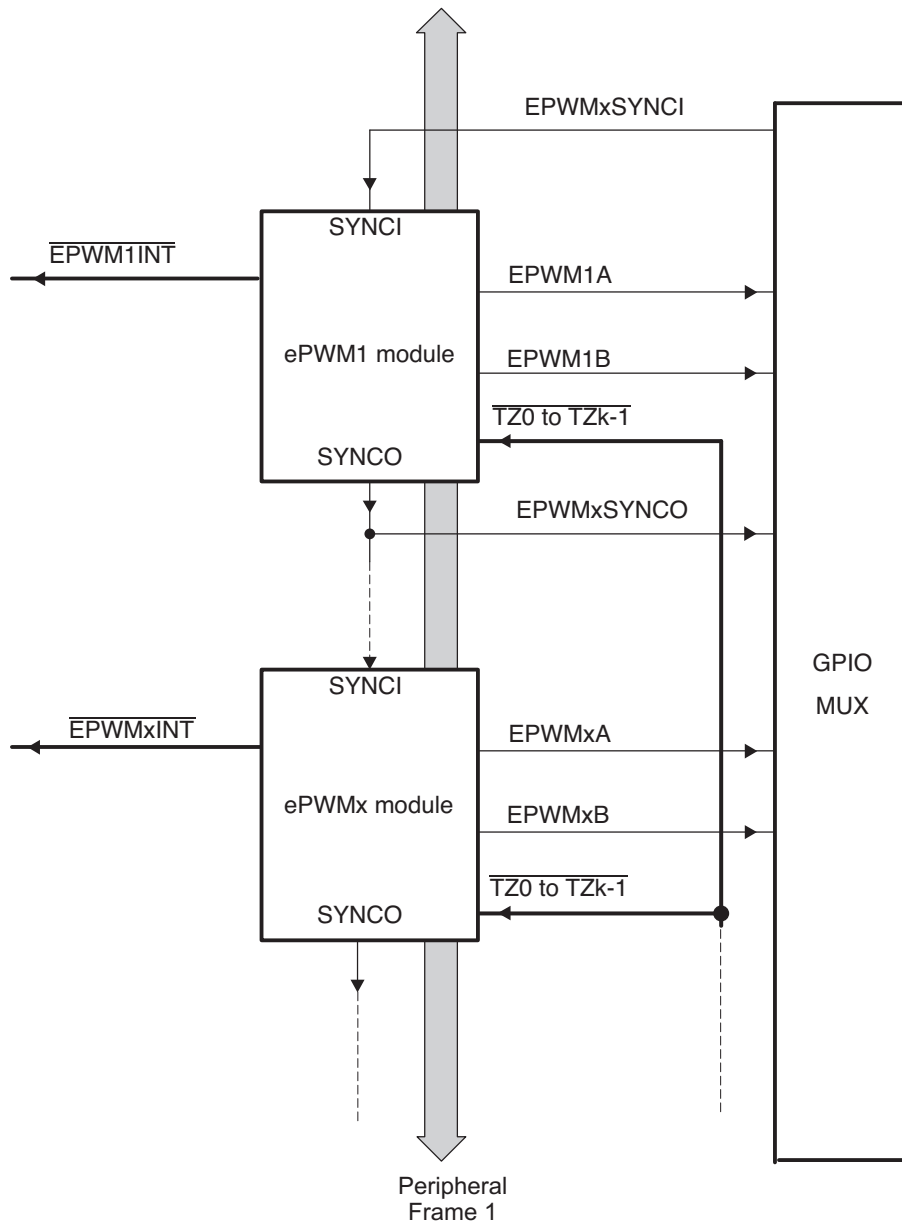 EPWMxSYNCI
SYNCI
EPWM1INT
EPWM1A
ePWM1 module
EPWM1B
TZ0 to TZk-1
SYNCO
EPWMxSYNCO
GPIO
MUX
SYNCI
EPWMxINT
EPWMxA
ePWMx module
EPWMxB
TZ0 to TZk-1
SYNCO
Peripheral
Frame 1